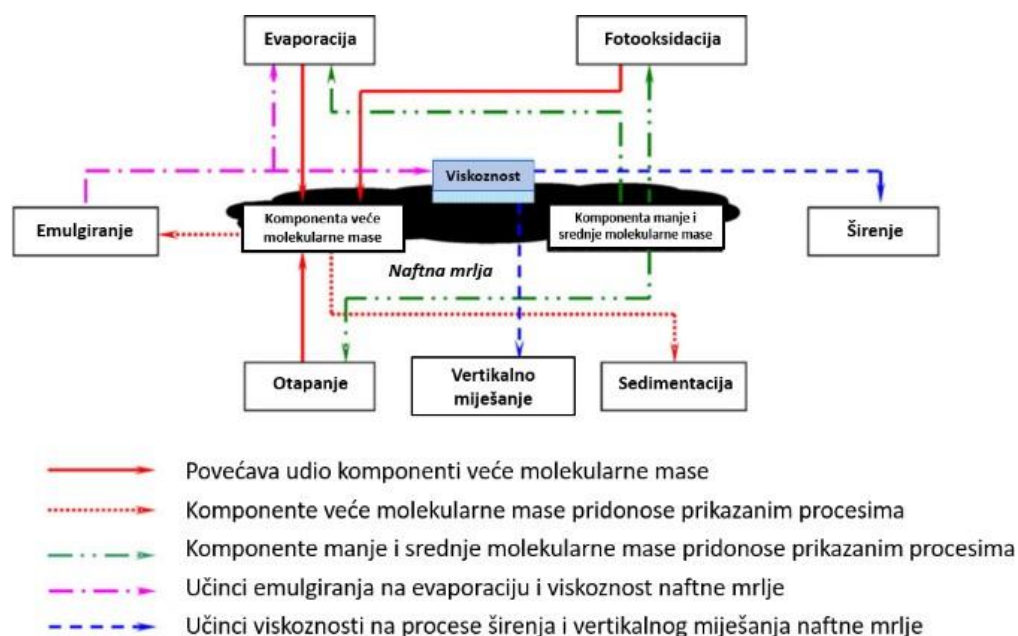 Evaporacija
Fotooksidacija
Viskoznost
Emulgiranje
Komponenta veće
molekularne mase
Komponenta manje i
srednje molekularne mase
Širenje
Naftna mrlja
Otapanje
Vertikalno
miješanje
Sedimentacija
Povećava udio komponenti veće molekularne mase
Komponente veće molekularne mase pridonose prikazanim procesima
Komponente manje i srednje molekularne mase pridonose prikazanim procesima
Učinci emulgiranja na evaporaciju i viskoznost naftne mrlje
Učinci viskoznosti na procese širenja i vertikalnog miješanja naftne mrlje